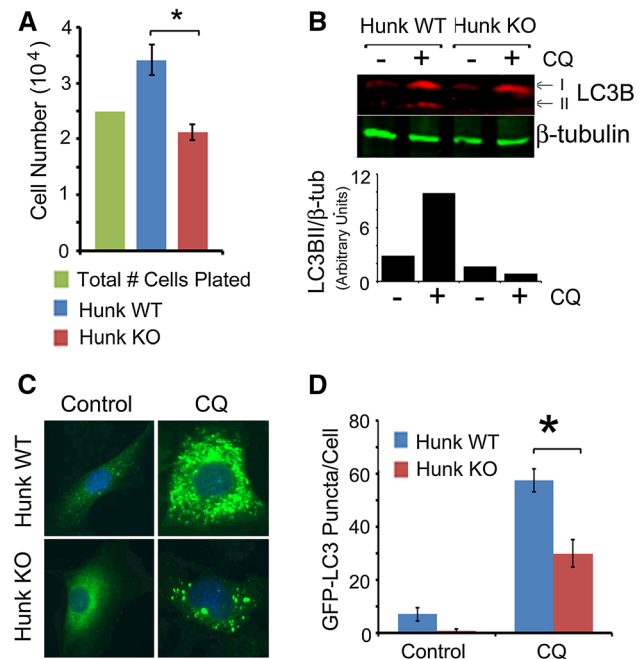 A
*
Cell Number (10⁴)
4
3
2
1
0
Total # Cells Plated
Hunk WT
Hunk KO
B
Hunk WT Hunk KO
- + - + CQ
I
II
LC3B
β-tubulin
LC3BII/β-tub
(Arbitrary Units)
12
6
0
- + - + CQ
C
Control CQ
Hunk WT
Hunk KO
D
*
Hunk WT
Hunk KO
GFP-LC3 Puncta/Cell
80
60
40
20
0
Control CQ